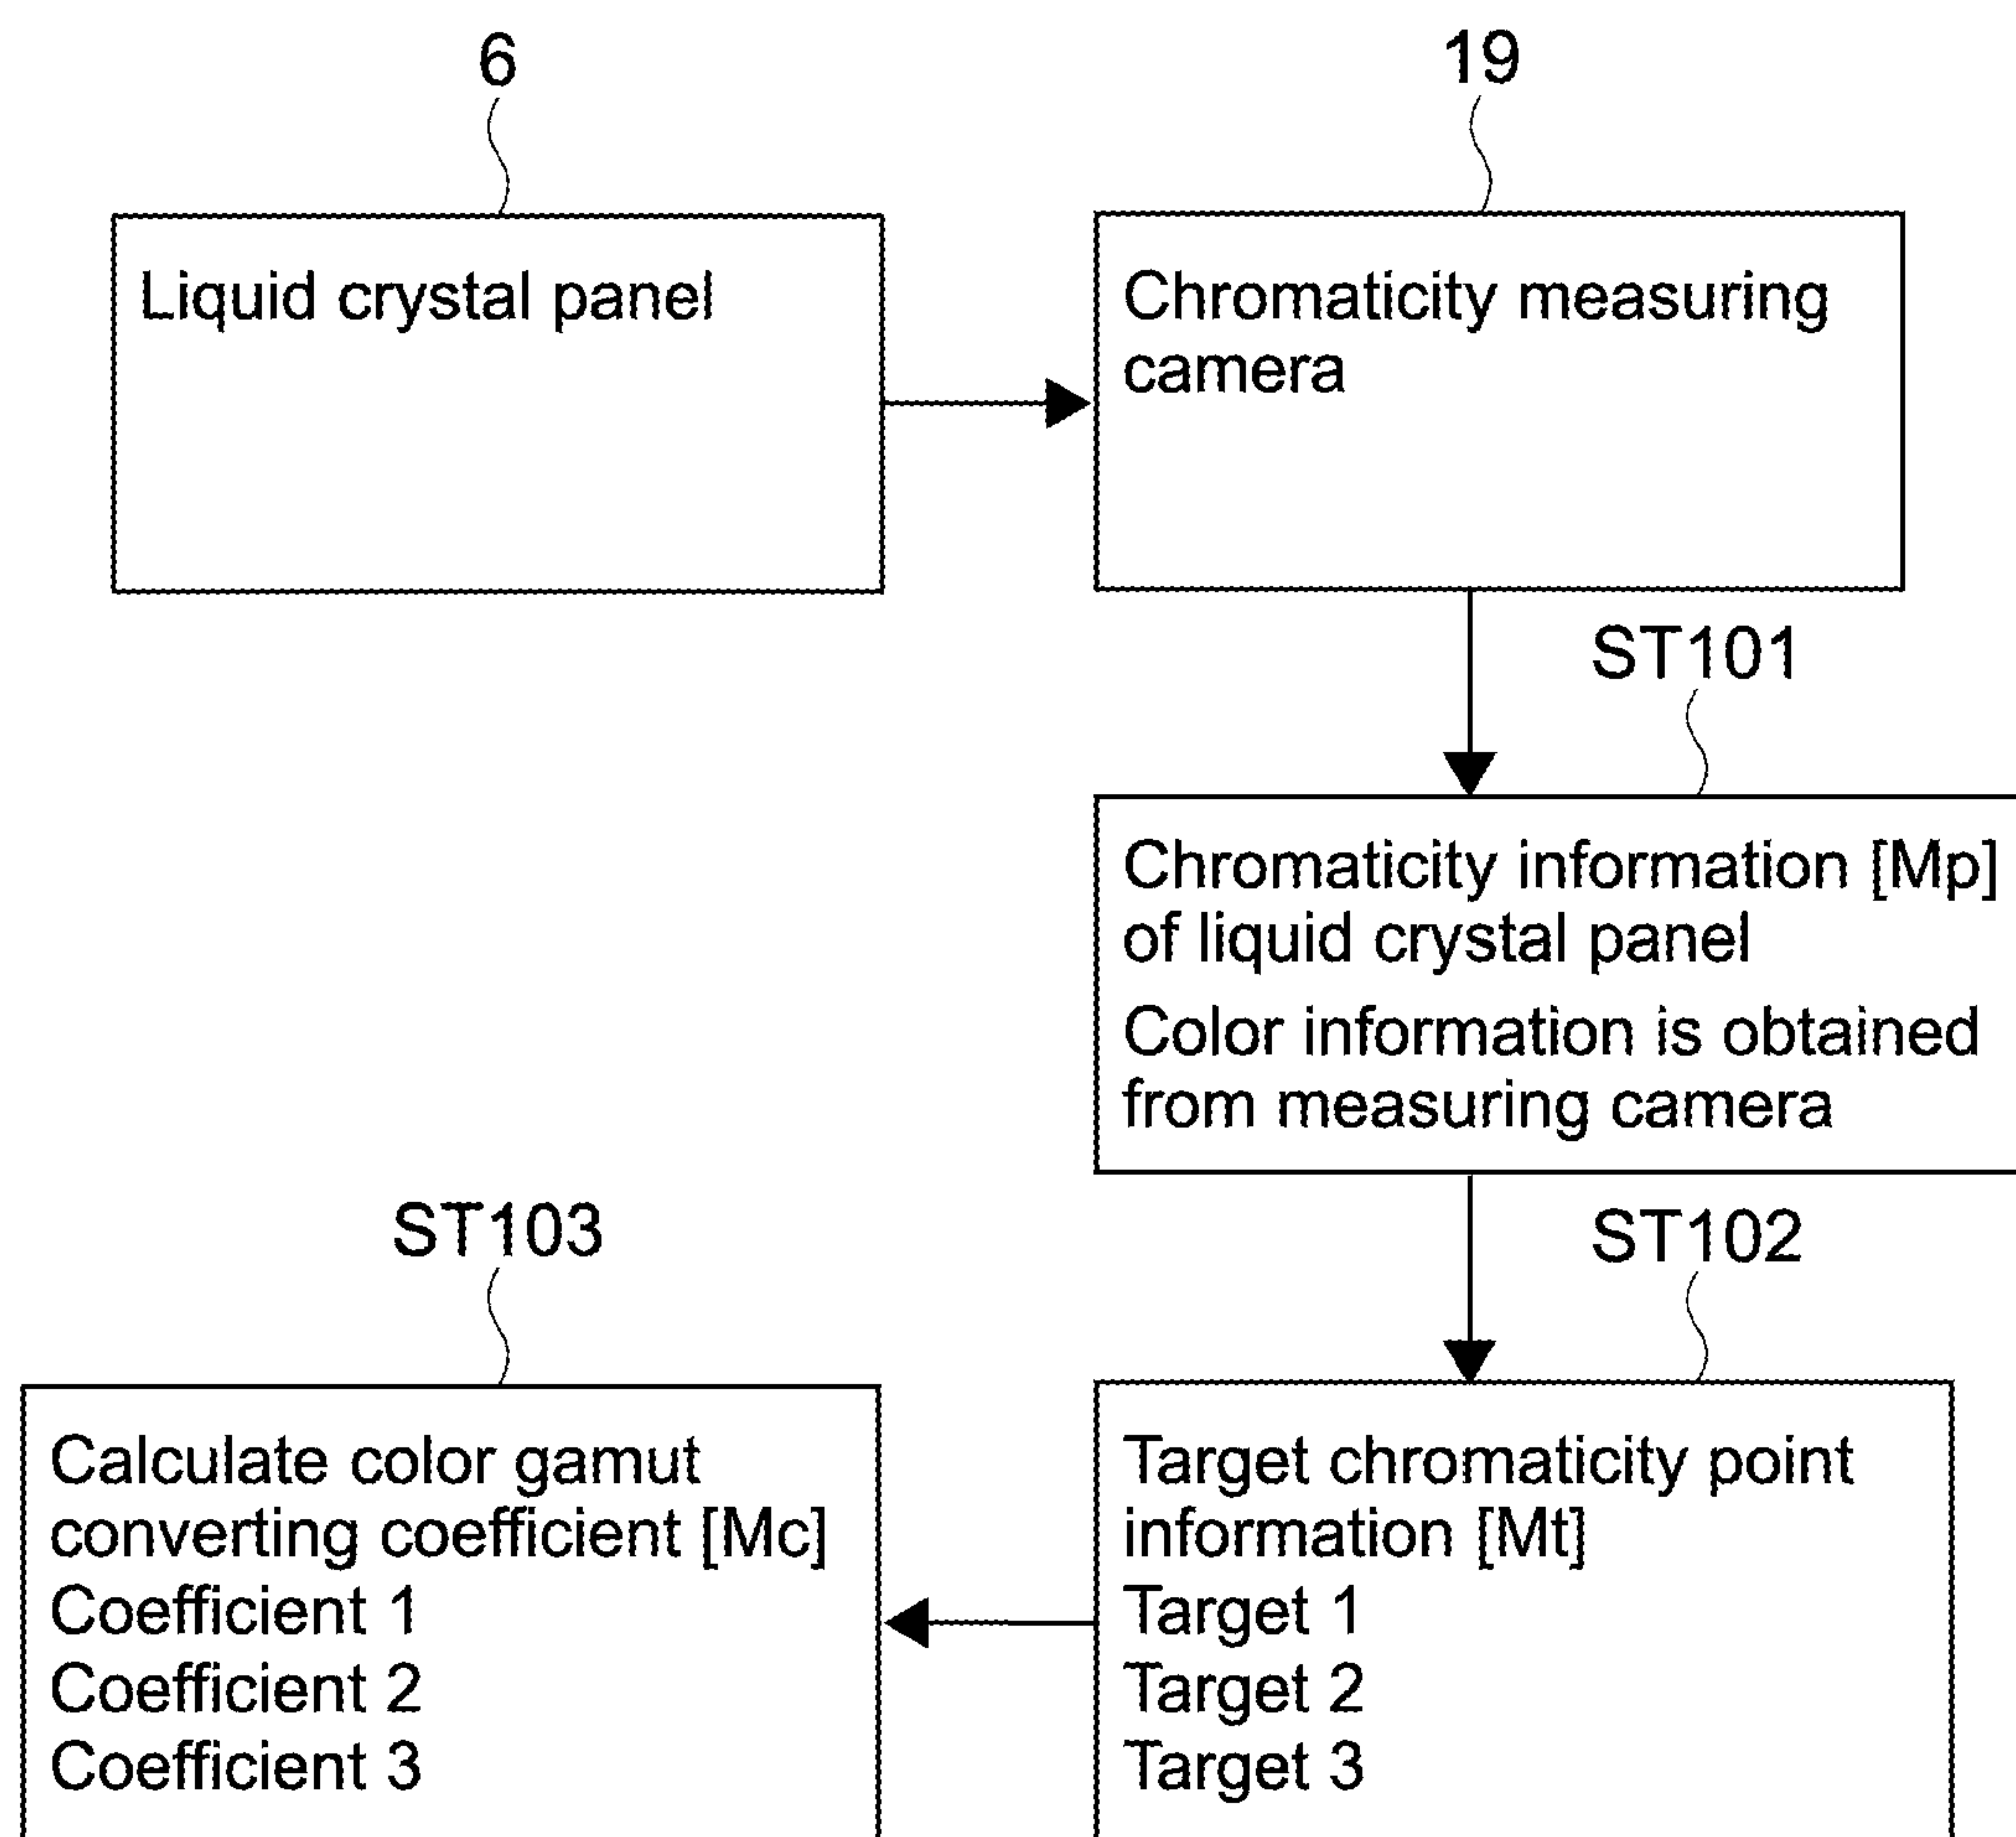 6
Liquid crystal panel
19
Chromaticity measuring
camera
ST101
Chromaticity information [Mp]
of liquid crystal panel
Color information is obtained
from measuring camera
ST102
Target chromaticity point
information [Mt]
Target 1
Target 2
Target 3
ST103
Calculate color gamut
converting coefficient [Mc]
Coefficient 1
Coefficient 2
Coefficient 3